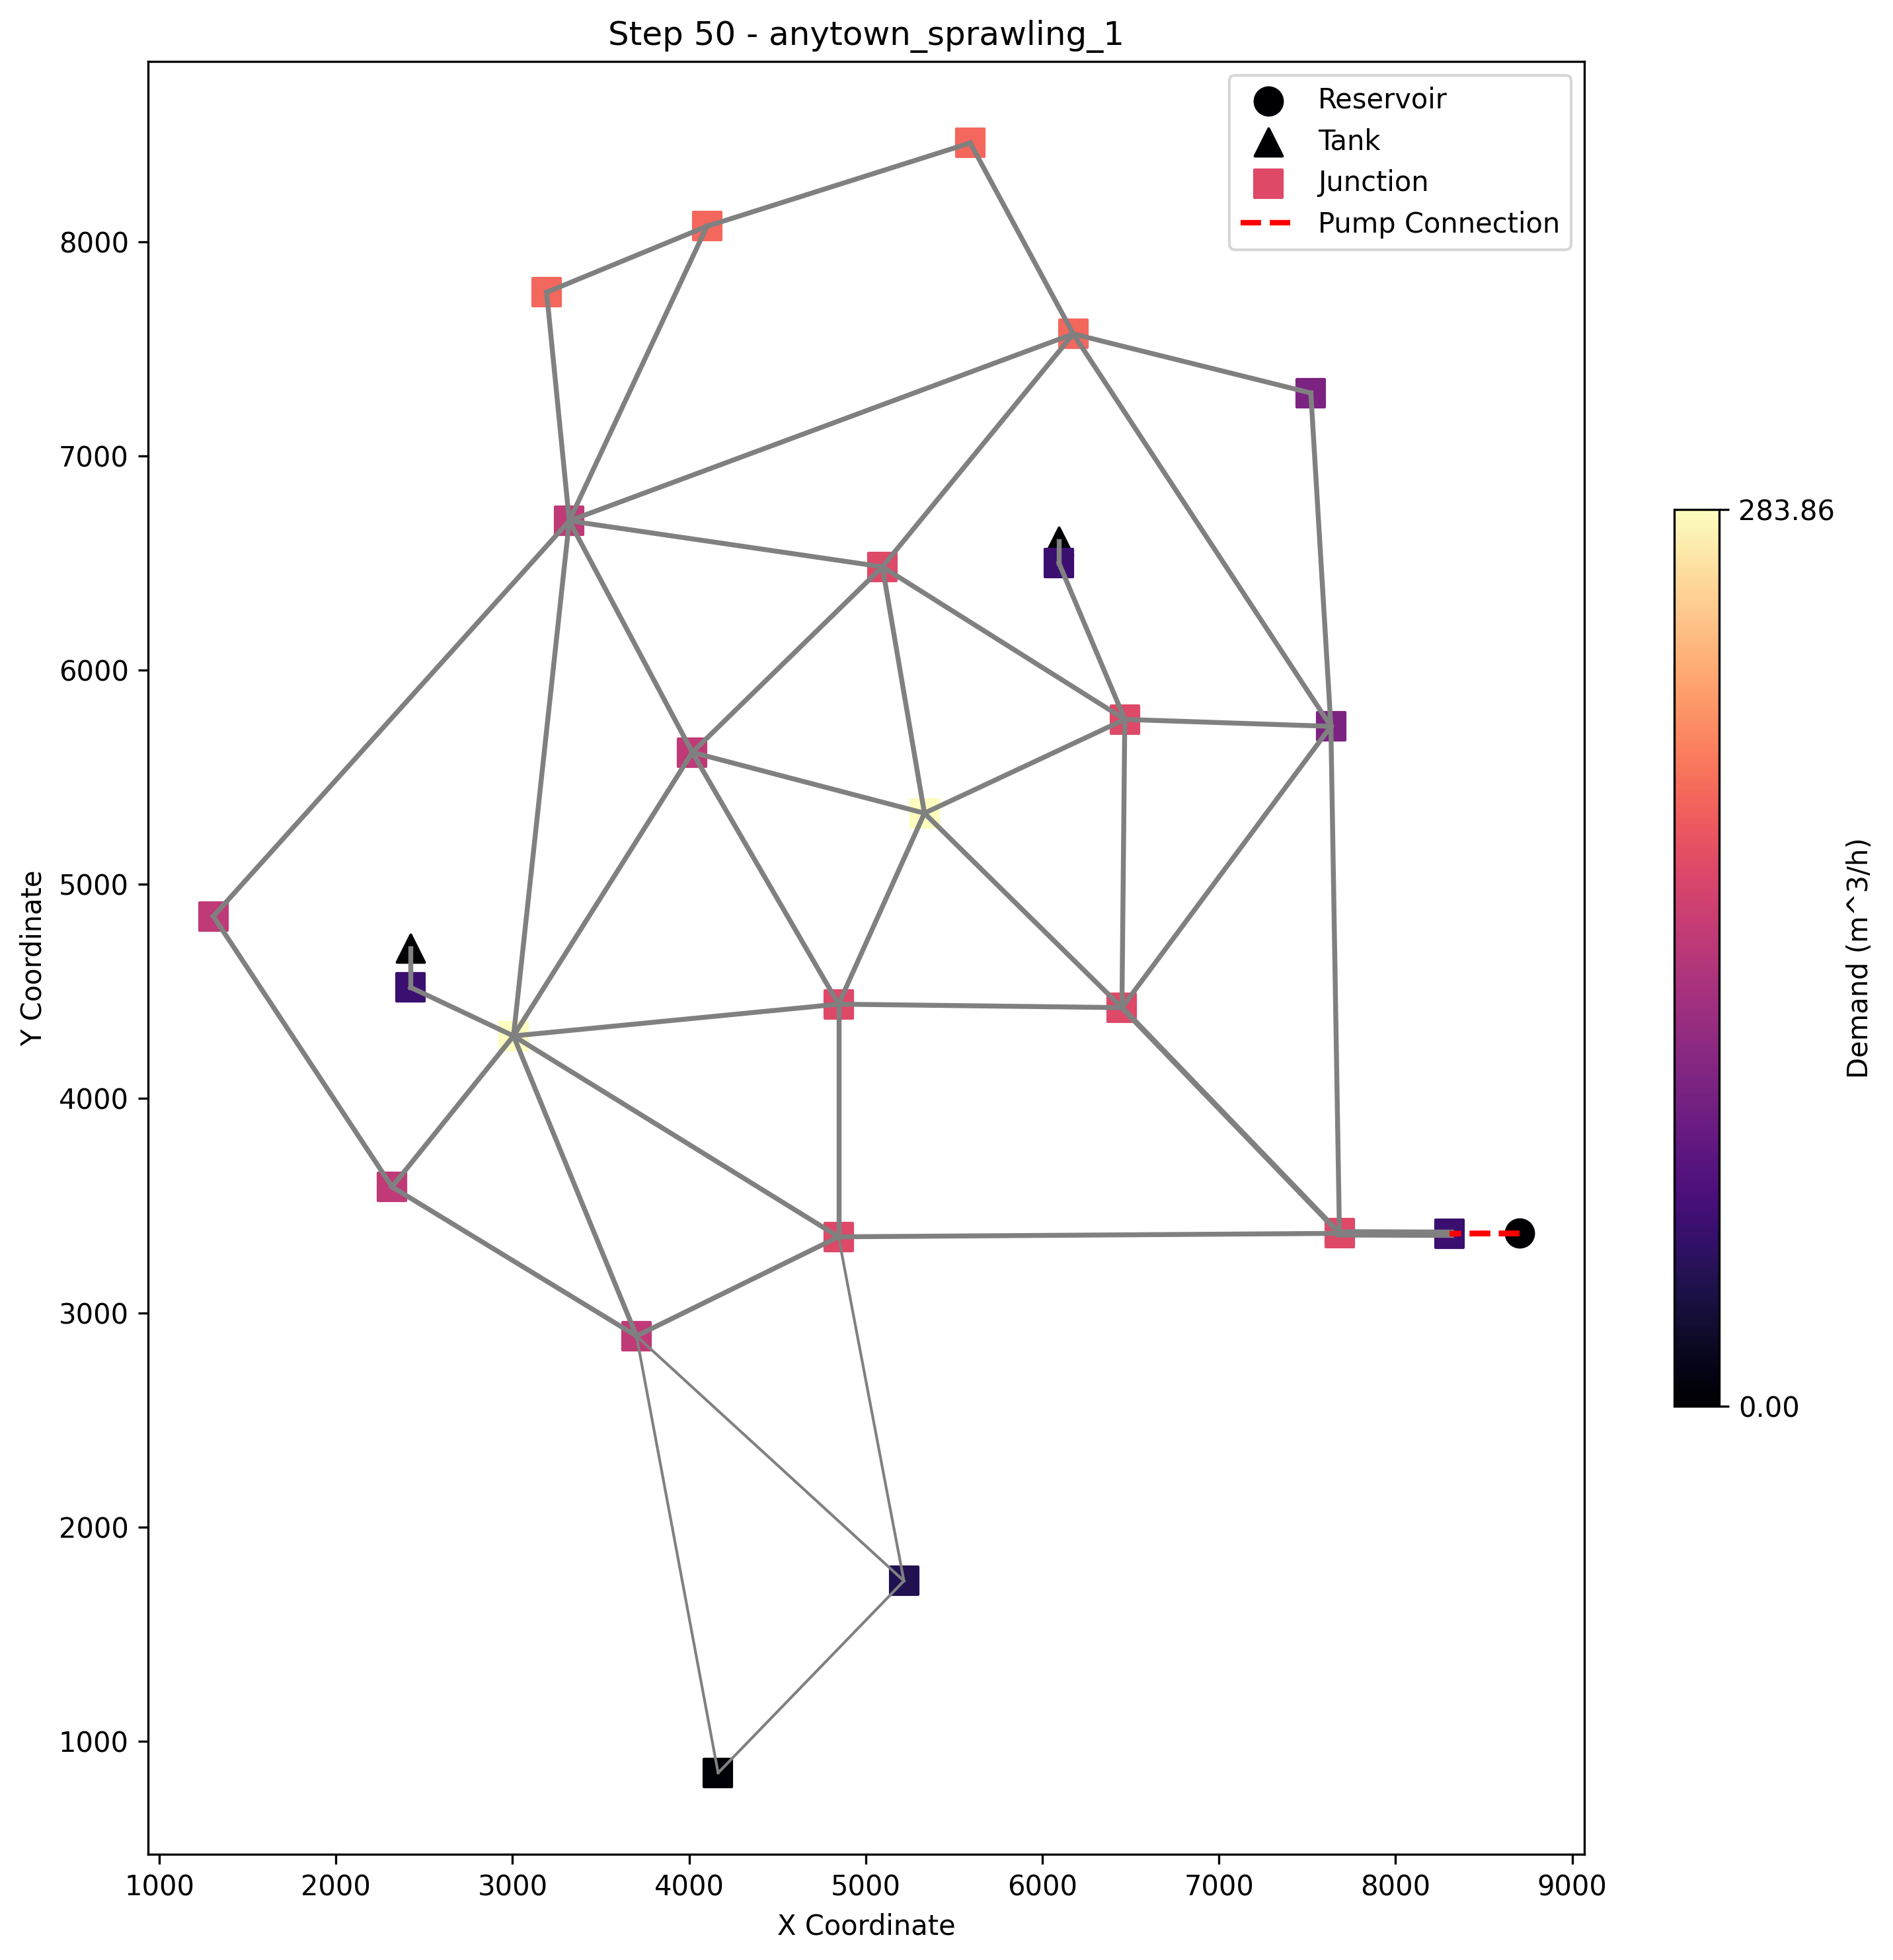 Step 50 - anytown_sprawling_1
Reservoir
Tank
Junction
Pump Connection
8000
7000
6000
5000
4000
3000
2000
1000
Y Coordinate
1000 2000 3000 4000 5000 6000 7000 8000 9000
X Coordinate
283.86
0.00
Demand (m^3/h)